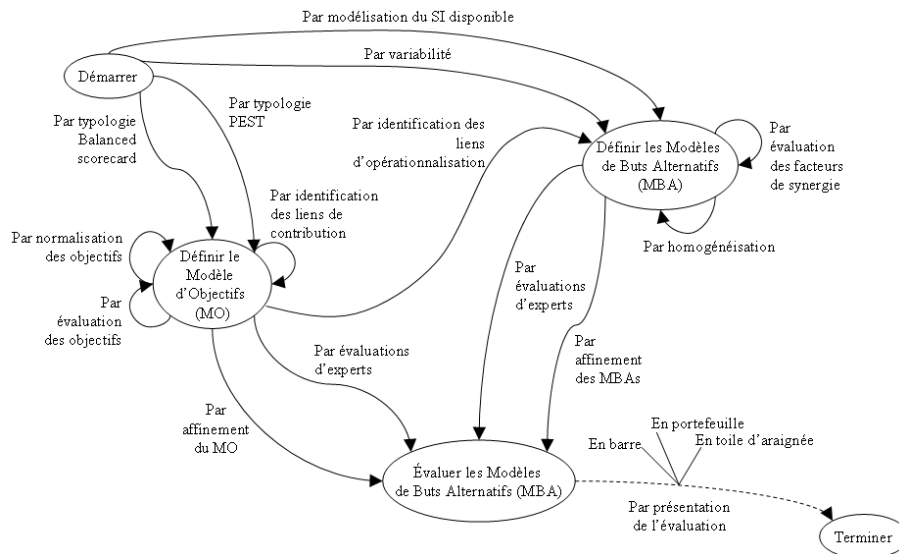 Par modélisation du SI disponible
Par variabilité
Démarrer
Par typologie
PEST
Par typologie
Balanced
scorecard
Par identification des
liens
d'opérationnalisation
Définir les Modèles
de Buts Alternatifs
(MBA)
Par
évaluation
des facteurs
de synergie
Par identification
des liens de
contribution
Par normalisation
des objectifs
Définir le
Modèle
d'Objectifs
(MO)
Par homogénéisation
Par
évaluation
des objectifs
Par
évaluations
d'experts
Par évaluations
d'experts
Par
affinement
des MBAs
Par
affinement
du MO
En portefeuille
En barre
En toile d'araignée
Évaluer les Modèles
de Buts Alternatifs (MBA)
Par présentation
de l'évaluation
Terminer